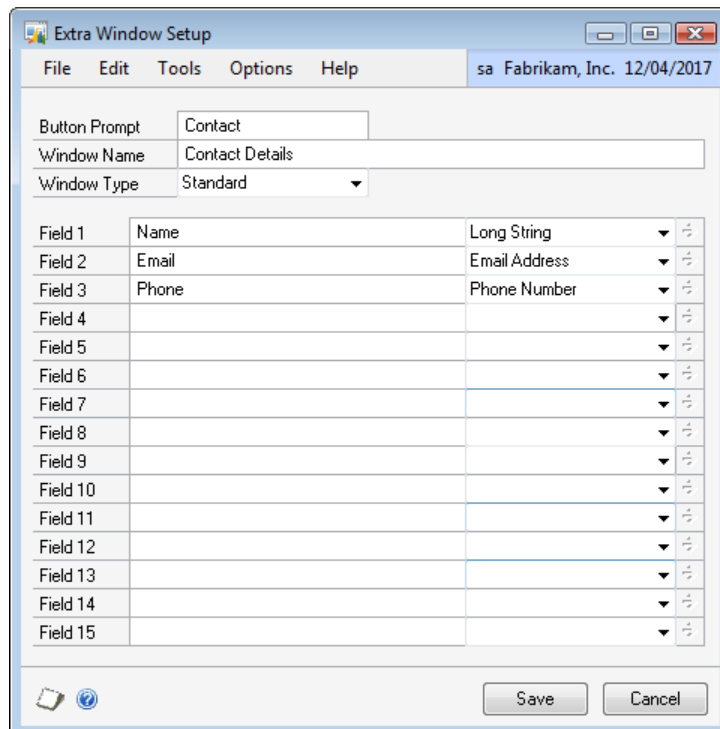 Extra Window Setup
File Edit Tools Options Help sa Fabrikam, Inc. 12/04/2017
Button Prompt Contact
Window Name Contact Details
Window Type Standard
Field 1 Name Long String
Field 2 Email Email Address
Field 3 Phone Phone Number
Field 4
Field 5
Field 6
Field 7
Field 8
Field 9
Field 10
Field 11
Field 12
Field 13
Field 14
Field 15
Save Cancel